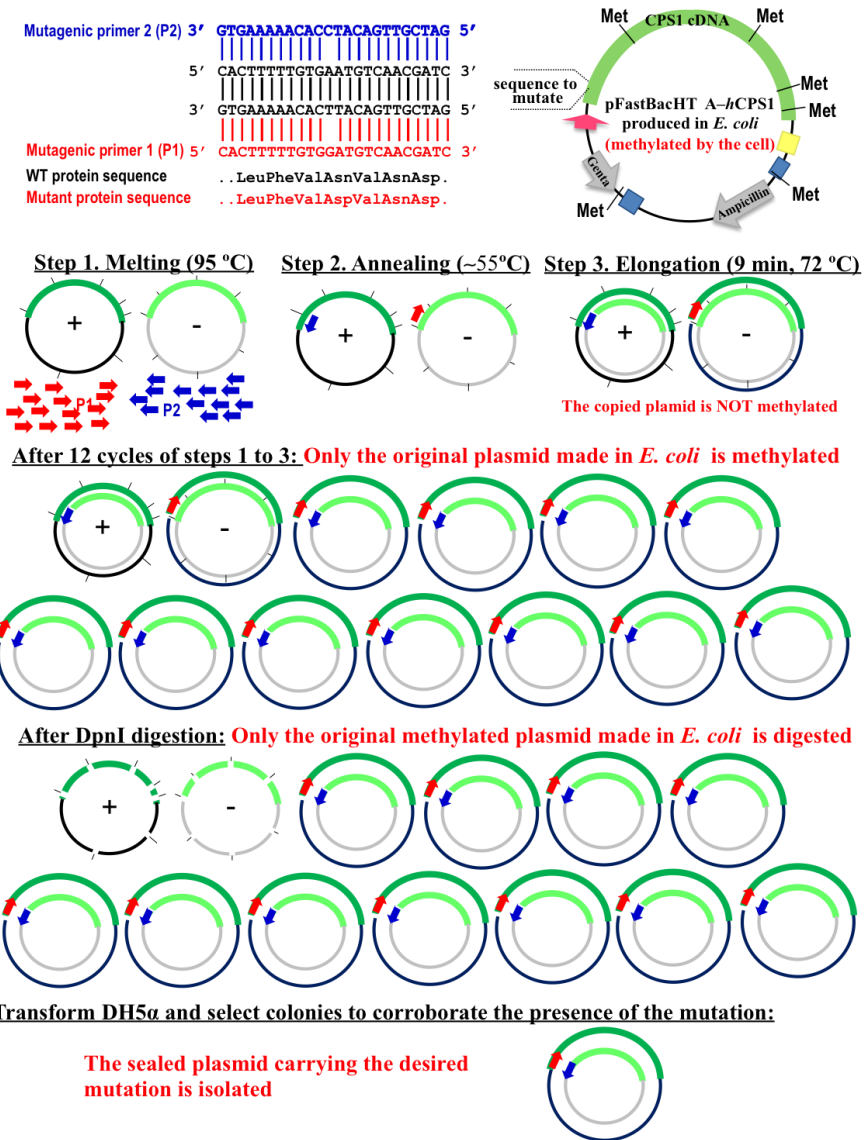 Mutagenic primer 2 (P2) 3′ GTGAAAAACACCTACAGTTGCTAG 5′
5′ CACTTTTTGTGAATGTCAACGATC 3′
3′ GTGAAAAACACTTACAGTTGCTAG 5′
Mutagenic primer 1 (P1) 5′ CACTTTTTGTGGATGTCAACGATC 3′
WT protein sequence ..LeuPheValAsnValAsnAsp.
Mutant protein sequence ..LeuPheValAspValAsnAsp.
CPS1 cDNA
Met
Met
Met
Met
sequence to
mutate
pFastBacHT A–hCPS1
produced in E. coli
(methylated by the cell)
Genta
Ampicillin
Met
Met
Step 1. Melting (95 ºC)
+
-
P1
P2
Step 2. Annealing (~55ºC)
+
-
Step 3. Elongation (9 min, 72 ºC)
+
-
The copied plamid is NOT methylated
After 12 cycles of steps 1 to 3: Only the original plasmid made in E. coli is methylated
+
-
After DpnI digestion: Only the original methylated plasmid made in E. coli is digested
+
-
Transform DH5α and select colonies to corroborate the presence of the mutation:
The sealed plasmid carrying the desired
mutation is isolated